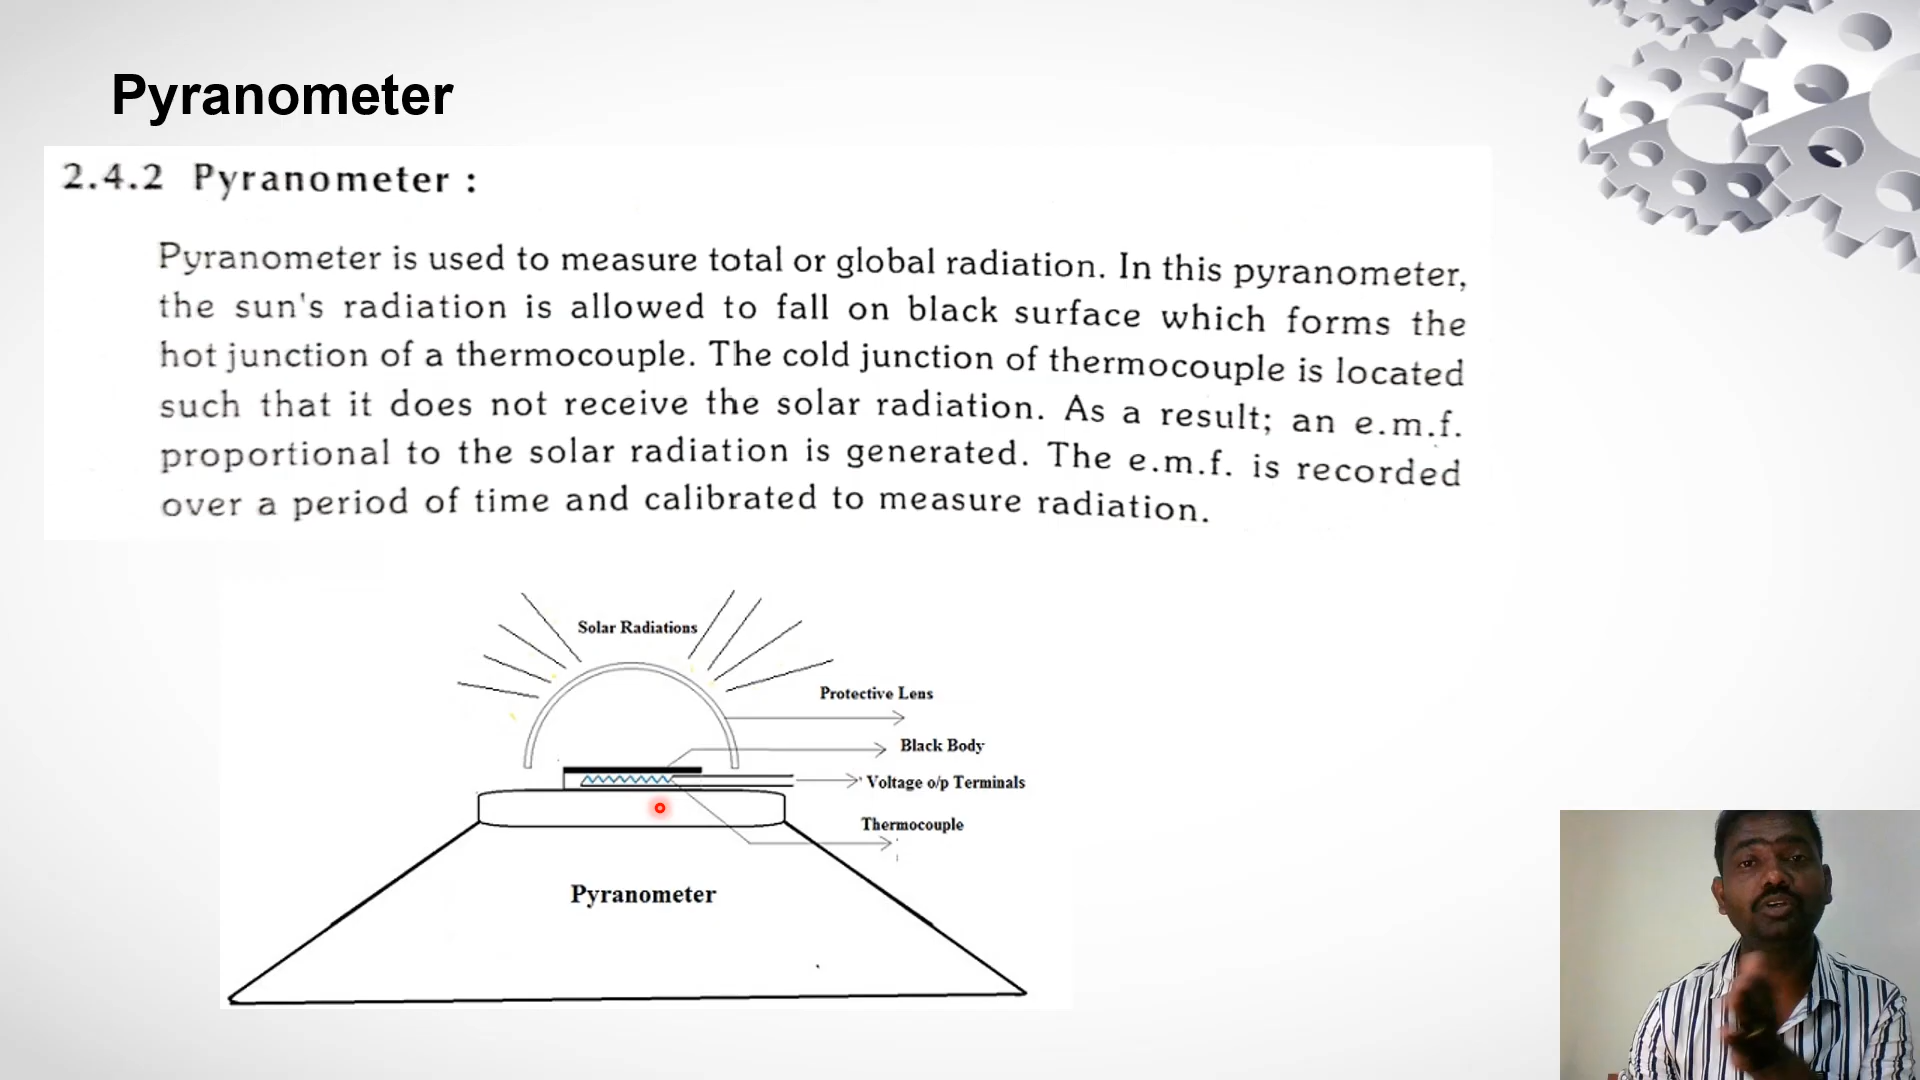 Pyranometer
2.4.2 Pyranometer :
Pyranometer is used to measure total or global radiation. In this pyranometer,
the sun's radiation is allowed to fall on black surface which forms the
hot junction of a thermocouple. The cold junction of thermocouple is located
such that it does not receive the solar radiation. As a result; an e.m.f.
proportional to the solar radiation is generated. The e.m.f. is recorded
over a period of time and calibrated to measure radiation.
Solar Radiations
Protective Lens
Black Body
Voltage o/p Terminals
Thermocouple
Pyranometer